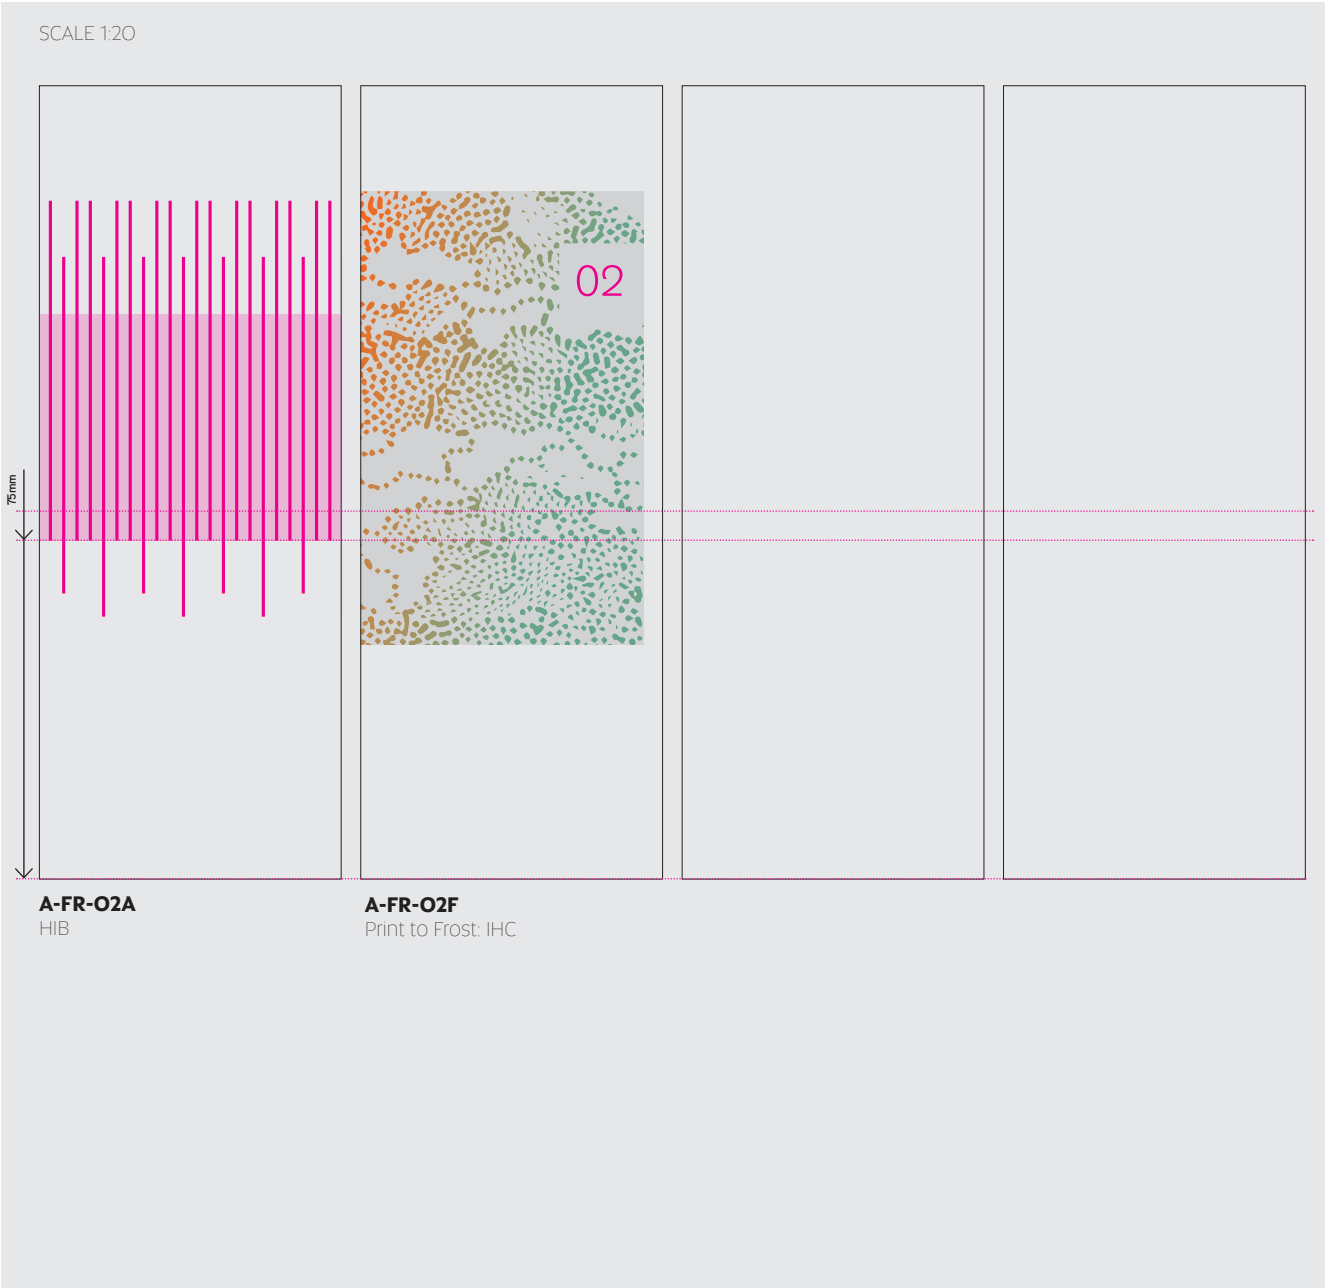 SCALE 1:20
02
75mm
A-FR-02A
HIB
A-FR-02F
Print to Frost: IHC